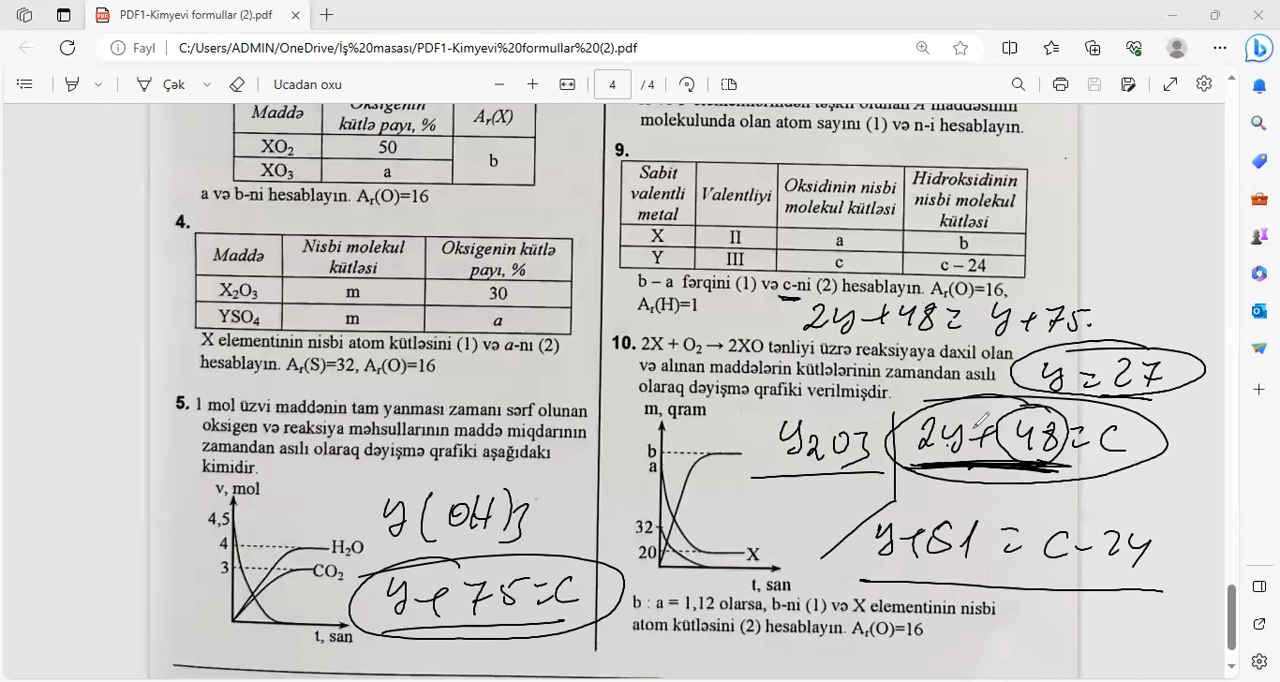 PDF1-Kimyevi formullar (2).pdf
Fayl
C:/Users/ADMIN/OneDrive/İş%20masası/PDF1-Kimyevi%20formullar%20(2).pdf
Çək
Ucadan oxu
4
/ 4
Maddə
Oksigenin
kütlə payı, %
Ar(X)
XO2
50
b
XO3
a
a və b-ni hesablayın. Ar(O)=16
4.
Maddə
Nisbi molekul
kütləsi
Oksigenin kütlə
payı, %
X2O3
m
30
YSO4
m
a
X elementinin nisbi atom kütləsini (1) və a-nı (2)
hesablayın. Ar(S)=32, Ar(O)=16
5. 1 mol üzvi maddənin tam yanması zamanı sərf olunan
oksigen və reaksiya məhsullarının maddə miqdarının
zamandan asılı olaraq dəyişmə qrafiki aşağıdakı
kimidir.
ν, mol
4,5
4
3
H2O
CO2
t, san
y(OH)3
y+75=c
təşkil olunan A maddəsinin
molekulunda olan atom sayını (1) və n-i hesablayın.
9.
Sabit
valentli
metal
Valentliyi
Oksidinin nisbi
molekul kütləsi
Hidroksidinin
nisbi molekul
kütləsi
X
II
a
b
Y
III
c
c – 24
b – a fərqini (1) və c-ni (2) hesablayın. Ar(O)=16,
Ar(H)=1
2y+48= y+75.
10. 2X + O2 → 2XO tənliyi üzrə reaksiyaya daxil olan
və alınan maddələrin kütlələrinin zamandan asılı
olaraq dəyişmə qrafiki verilmişdir.
y=27
m, qram
b
a
32
20
X
t, san
y2O3
2y+48=c
y+51=c-24
b : a = 1,12 olarsa, b-ni (1) və X elementinin nisbi
atom kütləsini (2) hesablayın. Ar(O)=16